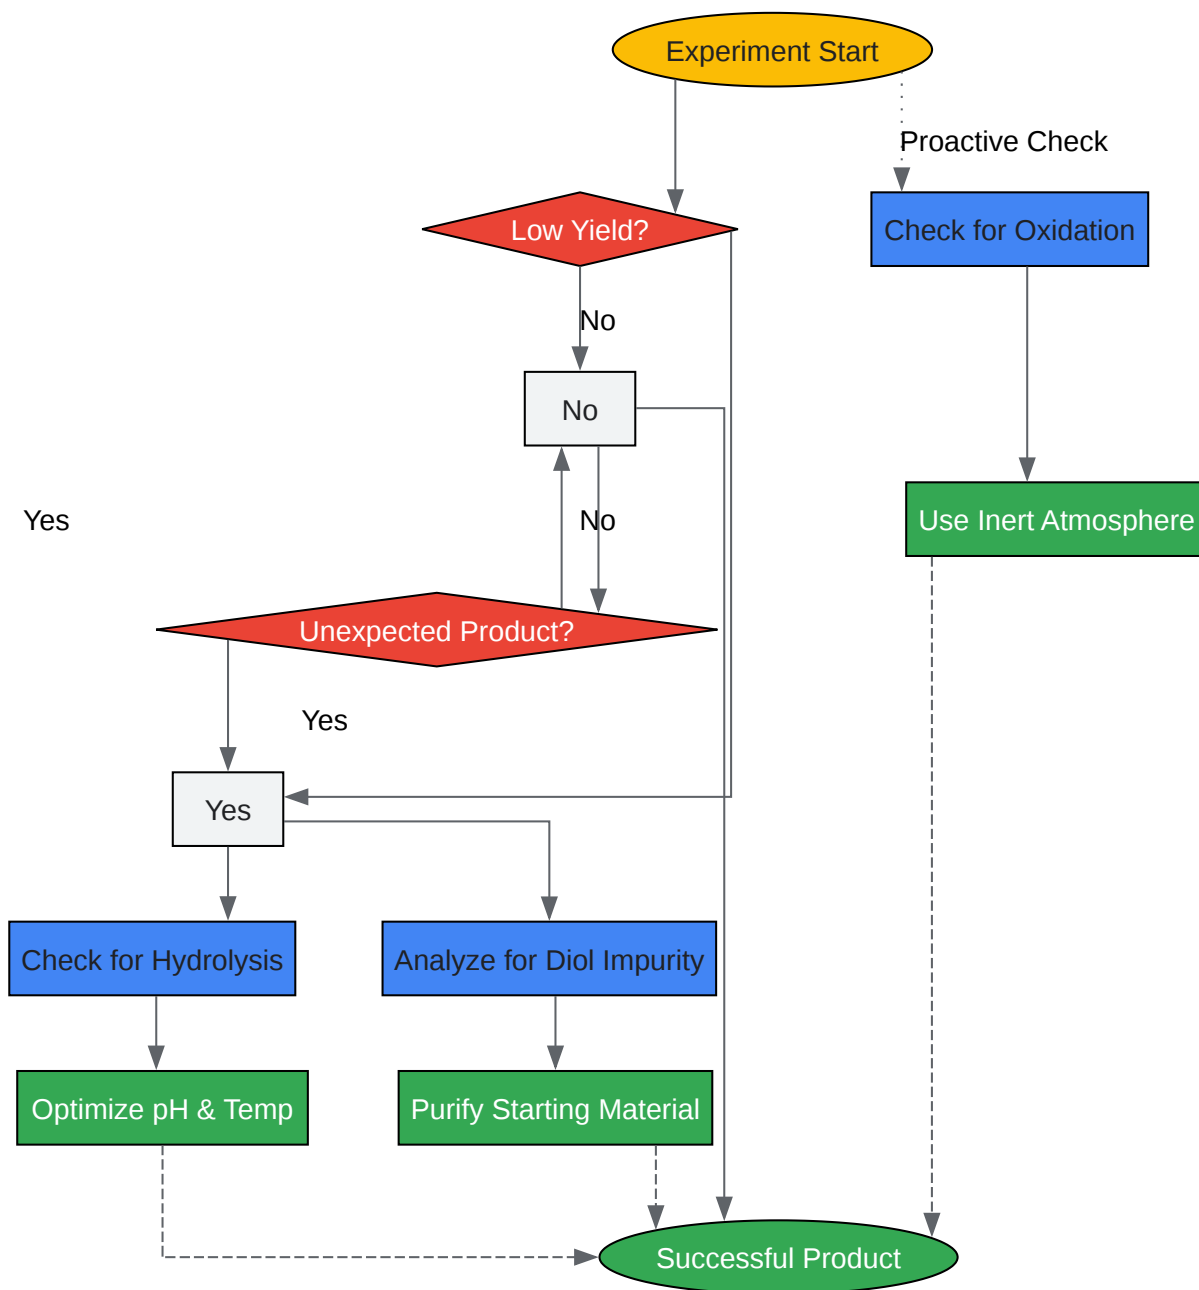 Experiment Start
Proactive Check
Low Yield?
Check for Oxidation
No
No
Yes
No
Use Inert Atmosphere
Unexpected Product?
Yes
Yes
Check for Hydrolysis
Analyze for Diol Impurity
Optimize pH & Temp
Purify Starting Material
Successful Product